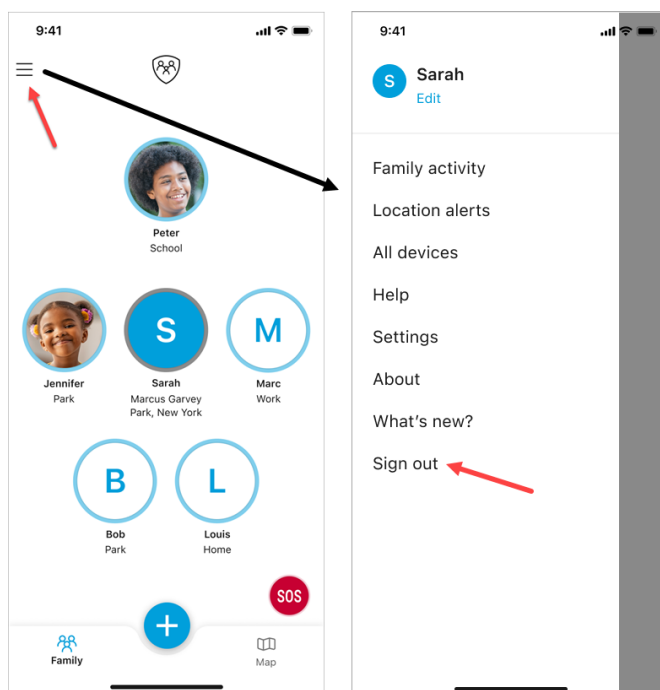 9:41
Peter
School
Jennifer
Park
S
Sarah
Marcus Garvey
Park, New York
M
Marc
Work
B
Bob
Park
L
Louis
Home
SOS
+
Family
Map
9:41
S
Sarah
Edit
Family activity
Location alerts
All devices
Help
Settings
About
What's new?
Sign out